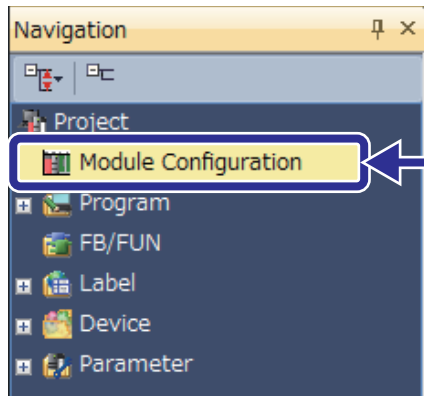 Navigation
Project
Module Configuration
Program
FB/FUN
Label
Device
Parameter